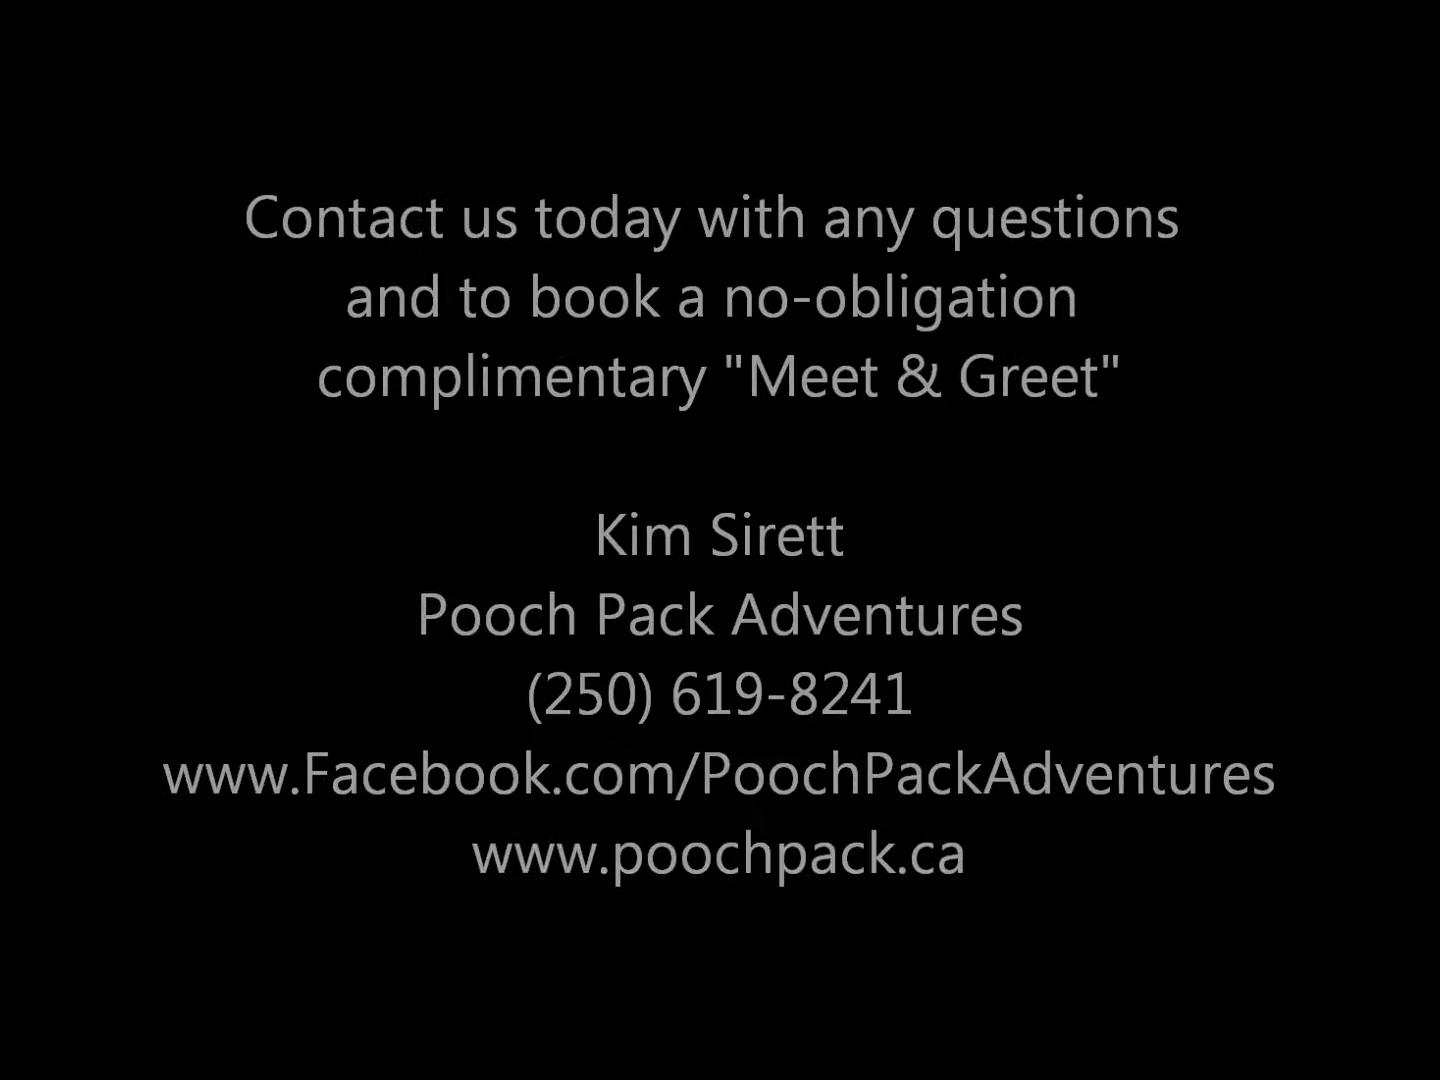 Contact us today with any questions
and to book a no-obligation
complimentary "Meet & Greet"
Kim Sirett
Pooch Pack Adventures
(250) 619-8241
www.Facebook.com/PoochPackAdventures
www.poochpack.ca